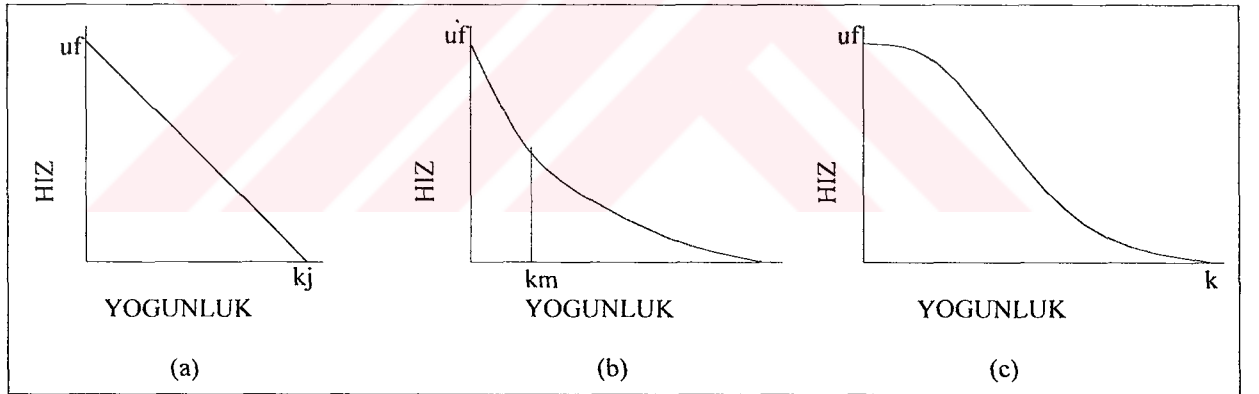 uf
HIZ
kj
YOGUNLUK
(a)
uf
HIZ
km
YOGUNLUK
(b)
uf
HIZ
k
YOGUNLUK
(c)